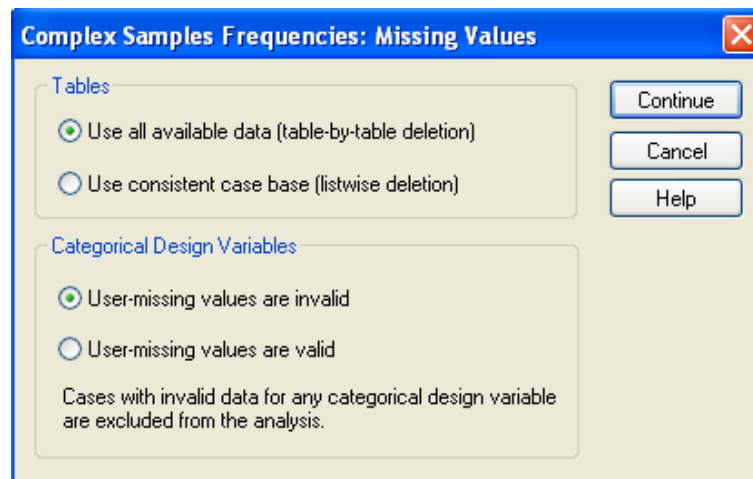 Complex Samples Frequencies: Missing Values
Tables
Use all available data (table-by-table deletion)
Use consistent case base (listwise deletion)
Categorical Design Variables
User-missing values are invalid
User-missing values are valid
Cases with invalid data for any categorical design variable
are excluded from the analysis.
Continue
Cancel
Help